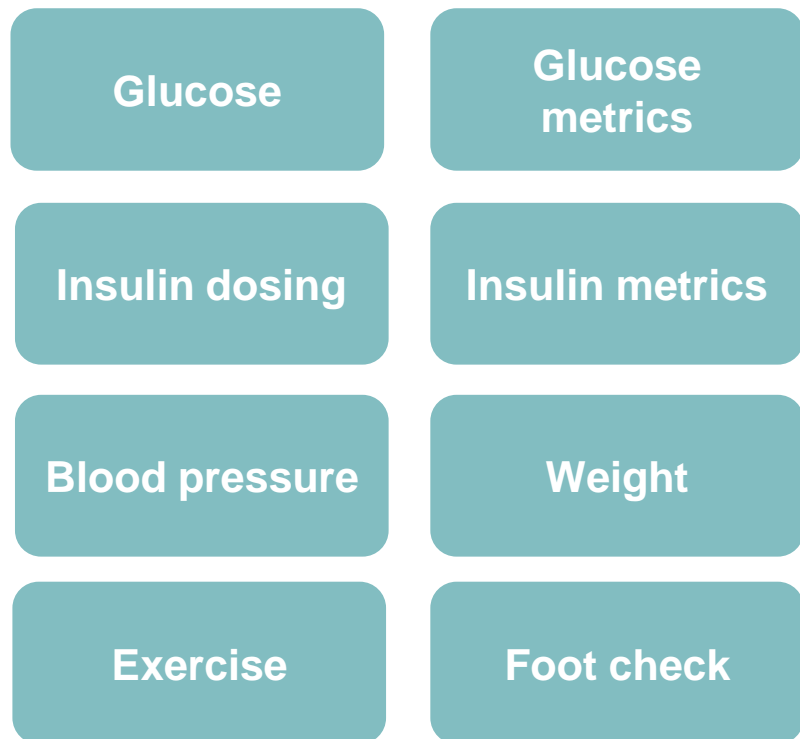 Glucose
Glucose
metrics
Insulin dosing
Insulin metrics
Blood pressure
Weight
Exercise
Foot check